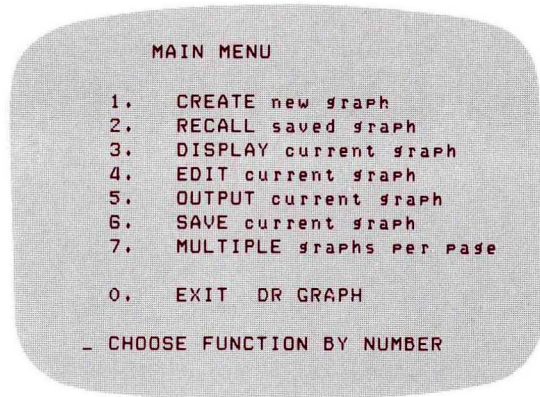 MAIN MENU
1. CREATE new graph
2. RECALL saved graph
3. DISPLAY current graph
4. EDIT current graph
5. OUTPUT current graph
6. SAVE current graph
7. MULTIPLE graphs per page
0. EXIT DR GRAPH
_ CHOOSE FUNCTION BY NUMBER